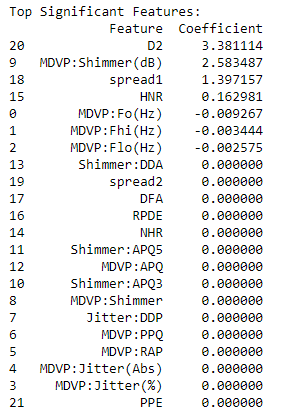 Top Significant Features:
Feature Coefficient
20 D2 3.381114
9 MDVP:Shimmer(dB) 2.583487
18 spread1 1.397157
15 HNR 0.162981
0 MDVP:Fo(Hz) -0.009267
1 MDVP:Fhi(Hz) -0.003444
2 MDVP:Flo(Hz) -0.002575
13 Shimmer:DDA 0.000000
19 spread2 0.000000
17 DFA 0.000000
16 RPDE 0.000000
14 NHR 0.000000
11 Shimmer:APQ5 0.000000
12 MDVP:APQ 0.000000
10 Shimmer:APQ3 0.000000
8 MDVP:Shimmer 0.000000
7 Jitter:DDP 0.000000
6 MDVP:PPQ 0.000000
5 MDVP:RAP 0.000000
4 MDVP:Jitter(Abs) 0.000000
3 MDVP:Jitter(%) 0.000000
21 PPE 0.000000